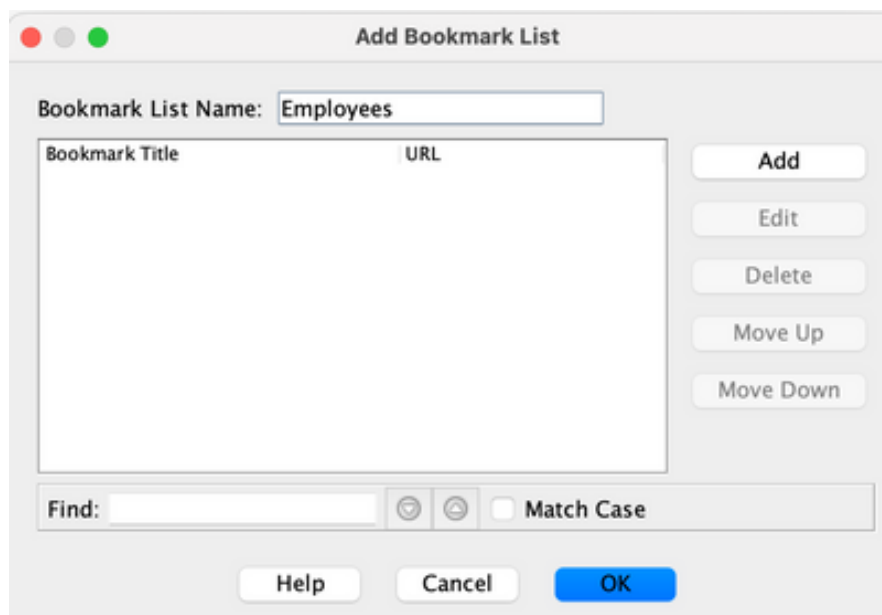 Add Bookmark List
Bookmark List Name: Employees
Bookmark Title URL
Add
Edit
Delete
Move Up
Move Down
Find: Match Case
Help Cancel OK